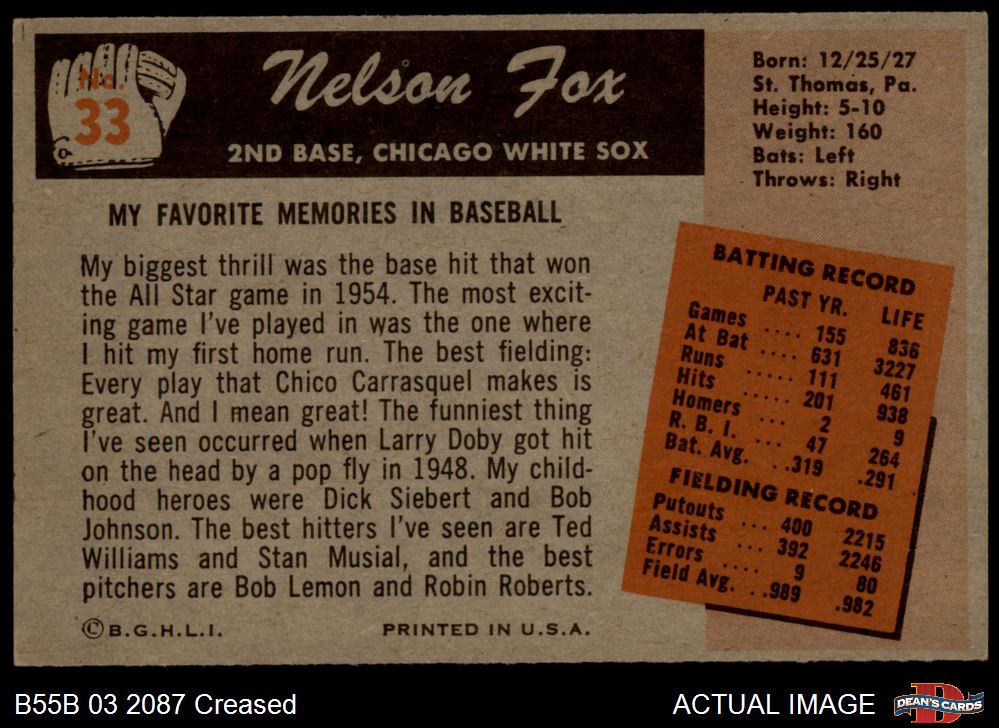 No.
33
Nelson Fox
2ND BASE, CHICAGO WHITE SOX
Born: 12/25/27
St. Thomas, Pa.
Height: 5-10
Weight: 160
Bats: Left
Throws: Right
MY FAVORITE MEMORIES IN BASEBALL
My biggest thrill was the base hit that won
the All Star game in 1954. The most excit-
ing game I've played in was the one where
I hit my first home run. The best fielding:
Every play that Chico Carrasquel makes is
great. And I mean great! The funniest thing
I've seen occurred when Larry Doby got hit
on the head by a pop fly in 1948. My child-
hood heroes were Dick Siebert and Bob
Johnson. The best hitters I've seen are Ted
Williams and Stan Musial, and the best
pitchers are Bob Lemon and Robin Roberts.
BATTING RECORD
PAST YR. LIFE
Games .... 155 836
At Bat .... 631 3227
Runs ..... 111 461
Hits ..... 201 938
Homers ... 2 9
R. B. I. ... 47 264
Bat. Avg. ..319 .291
FIELDING RECORD
Putouts ... 400 2215
Assists ... 392 2246
Errors ... 9 80
Field Avg. ..989 .982
© B.G.H.L.I. PRINTED IN U.S.A.
B55B 03 2087 Creased
ACTUAL IMAGE
D
DEAN'S CARDS